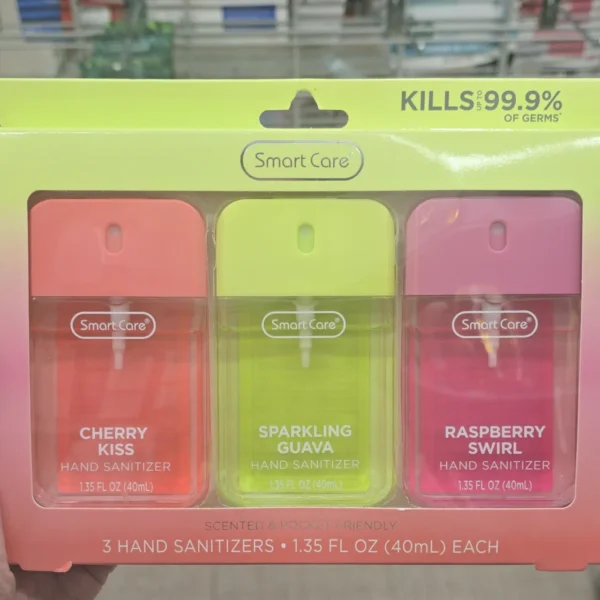 KILLS UP TO 99.9%
OF GERMS*
Smart Care®
Smart Care®
CHERRY
KISS
HAND SANITIZER
1.35 FL OZ (40mL)
Smart Care®
SPARKLING
GUAVA
HAND SANITIZER
1.35 FL OZ (40mL)
Smart Care®
RASPBERRY
SWIRL
HAND SANITIZER
1.35 FL OZ (40mL)
SCENTED & POCKET FRIENDLY
3 HAND SANITIZERS • 1.35 FL OZ (40mL) EACH